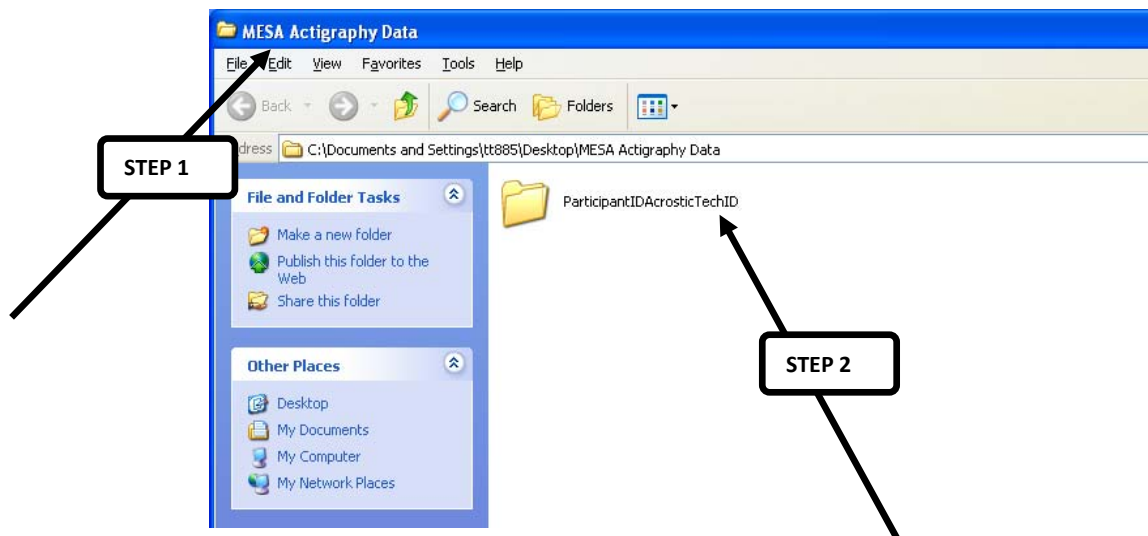 MESA Actigraphy Data
File Edit View Favorites Tools Help
Back Search Folders
dress C:\Documents and Settings\tt885\Desktop\MESA Actigraphy Data
STEP 1
File and Folder Tasks
Make a new folder
Publish this folder to the
Web
Share this folder
ParticipantIDAcrosticTechID
STEP 2
Other Places
Desktop
My Documents
My Computer
My Network Places